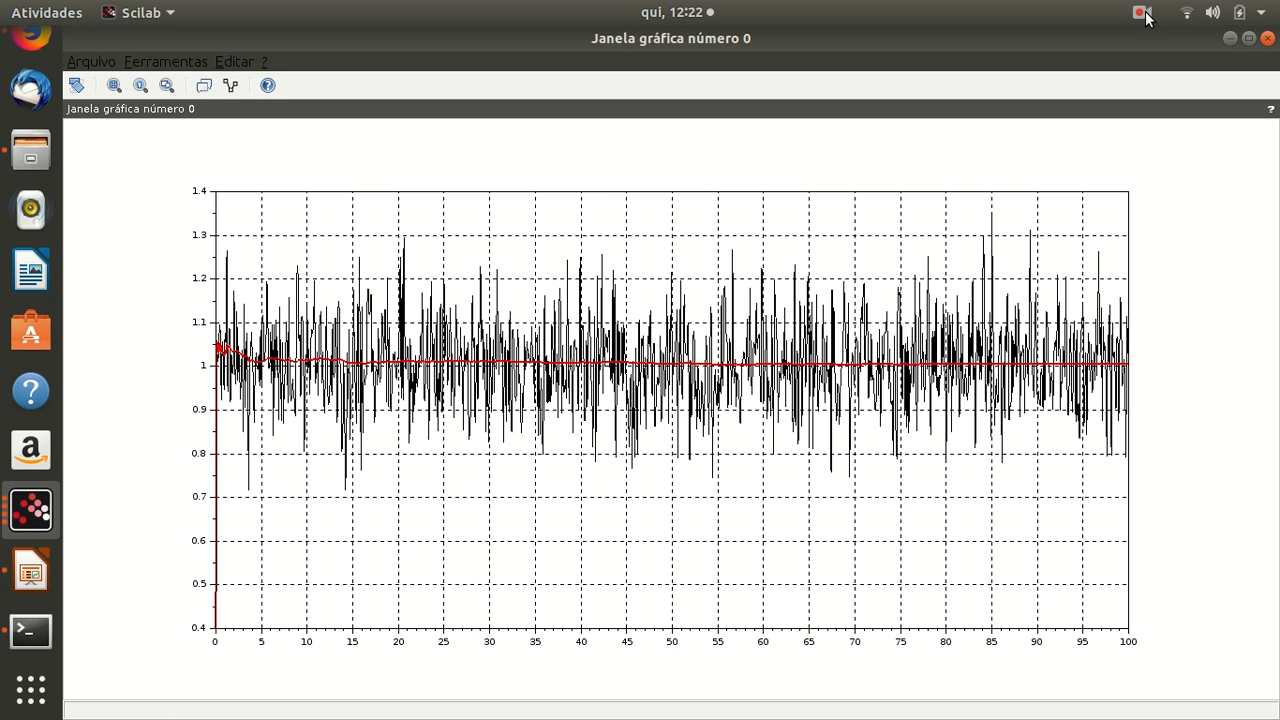 Atividades Scilab qui, 12:22
Janela gráfica número 0
Arquivo Ferramentas Editar ?
Janela gráfica número 0 ?
1.4
1.3
1.2
1.1
1
0.9
0.8
0.7
0.6
0.5
0.4
0 5 10 15 20 25 30 35 40 45 50 55 60 65 70 75 80 85 90 95 100